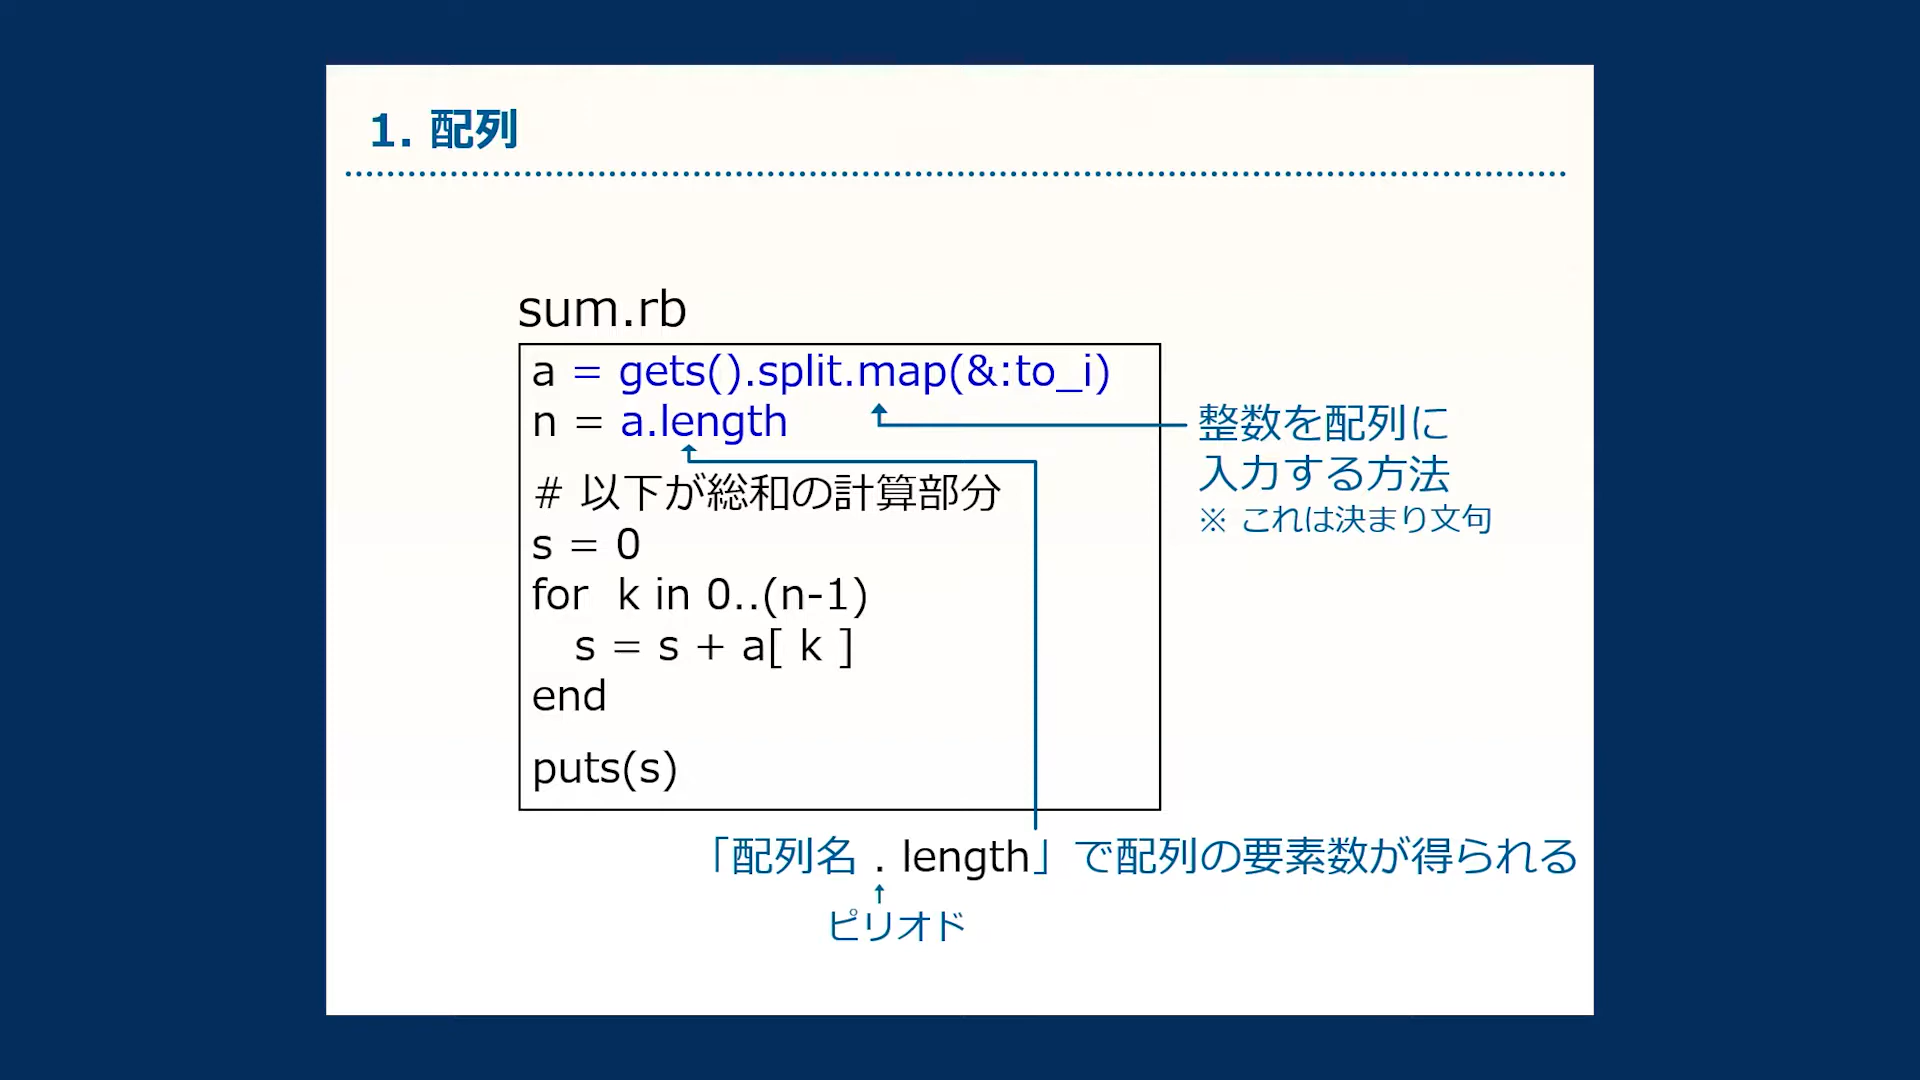 1. 配列
sum.rb
a = gets().split.map(&:to_i)
n = a.length
# 以下が総和の計算部分
s = 0
for  k in 0..(n-1)
   s = s + a[ k ]
end
puts(s)
整数を配列に
入力する方法
※ これは決まり文句
「配列名 . length」で配列の要素数が得られる
↑
ピリオド